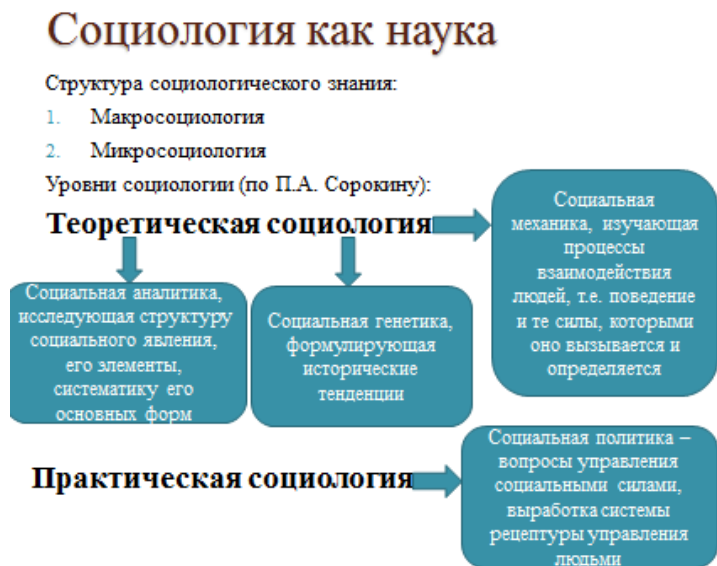 Социология как наука
Структура социологического знания:
1. Макросоциология
2. Микросоциология
Уровни социологии (по П.А. Сорокину):
Теоретическая социология
Социальная
механика, изучающая
процессы
взаимодействия
людей, т.е. поведение
и те силы, которыми
оно вызывается и
определяется
Социальная аналитика,
исследующая структуру
социального явления,
его элементы,
систематику его
основных форм
Социальная генетика,
формулирующая
исторические
тенденции
Практическая социология
Социальная политика –
вопросы управления
социальными силами,
выработка системы
рецептуры управления
людьми